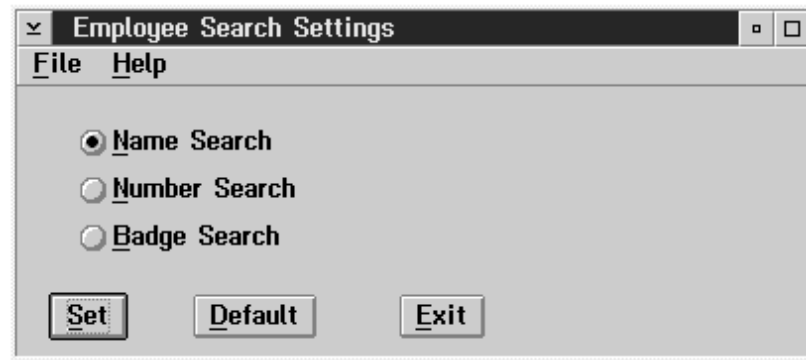 Employee Search Settings
File Help
Name Search
Number Search
Badge Search
Set Default Exit